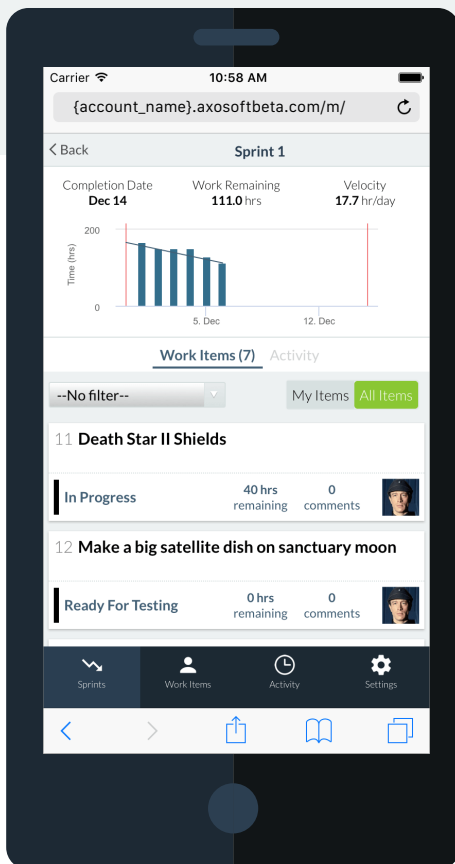 Carrier 10:58 AM
{account_name}.axosoftbeta.com/m/
Back Sprint 1
Completion Date Work Remaining Velocity
Dec 14 111.0 hrs 17.7 hr/day
200
Time (hrs)
0
5. Dec 12. Dec
Work Items (7) Activity
--No filter-- My Items All Items
11 Death Star II Shields
In Progress 40 hrs remaining 0 comments
12 Make a big satellite dish on sanctuary moon
Ready For Testing 0 hrs remaining 0 comments
Sprints Work Items Activity Settings